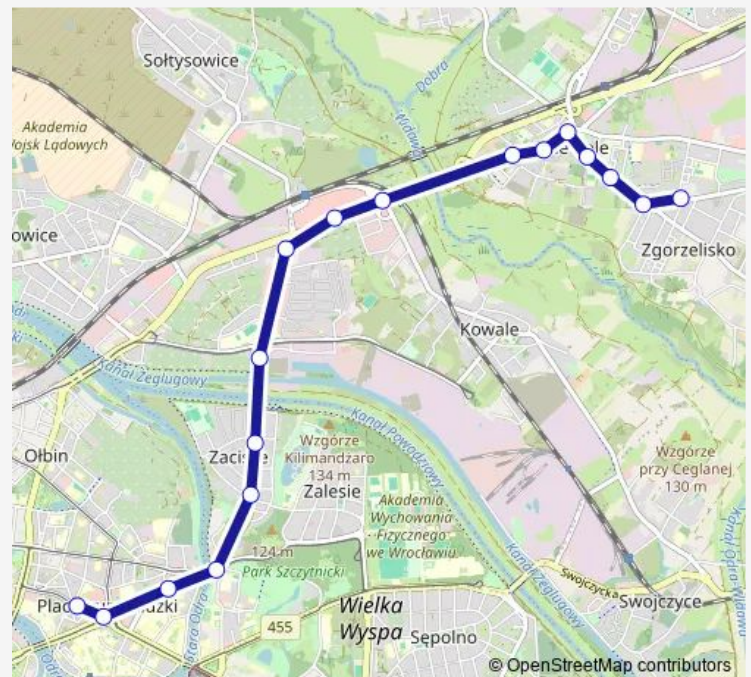 Sołtysowice
Dobra
Widawa
Akademia
Wojsk Lądowych
owice
Zgorzelisko
Kowale
Kanał Żeglugowy
Kanał Powodziowy
Ołbin
Wzgórze
Kilimandżaro
134 m
Zalesie
Wzgórze
przy Ceglanej
130 m
Akademia
Wychowania
Fizycznego
we Wrocławiu
124 m
Park Szczytnicki
Kanał Żeglugowy
Swojczycka
Swojczyce
Stara Odra
455
Wielka
Wyspa
Sępolno
© OpenStreetMap contributors